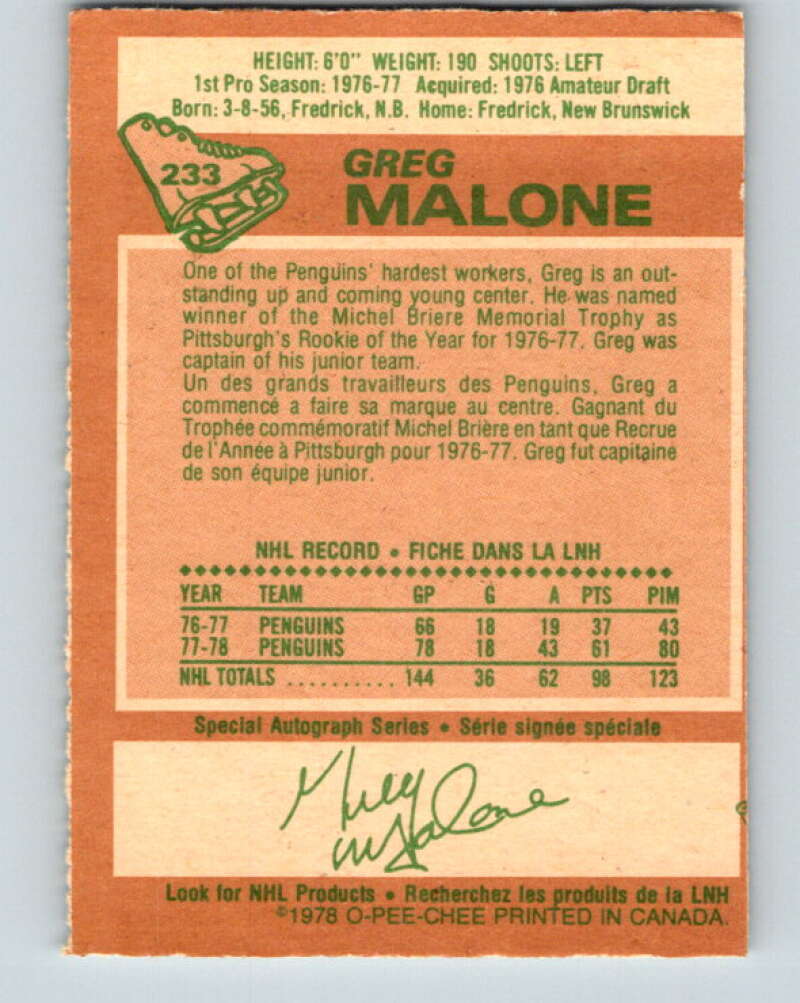 HEIGHT: 6'0" WEIGHT: 190 SHOOTS: LEFT
1st Pro Season: 1976-77 Acquired: 1976 Amateur Draft
Born: 3-8-56, Fredrick, N.B. Home: Fredrick, New Brunswick
233
GREG
MALONE
One of the Penguins' hardest workers, Greg is an out-
standing up and coming young center. He was named
winner of the Michel Briere Memorial Trophy as
Pittsburgh's Rookie of the Year for 1976-77. Greg was
captain of his junior team.
Un des grands travailleurs des Penguins, Greg a
commencé a faire sa marque au centre. Gagnant du
Trophée commémoratif Michel Brière en tant que Recrue
de l'Année à Pittsburgh pour 1976-77. Greg fut capitaine
de son équipe junior.
NHL RECORD • FICHE DANS LA LNH
YEAR TEAM GP G A PTS PIM
76-77 PENGUINS 66 18 19 37 43
77-78 PENGUINS 78 18 43 61 80
NHL TOTALS .......... 144 36 62 98 123
Special Autograph Series • Série signée spéciale
Greg
Malone
Look for NHL Products • Recherchez les produits de la LNH
©1978 O-PEE-CHEE PRINTED IN CANADA.